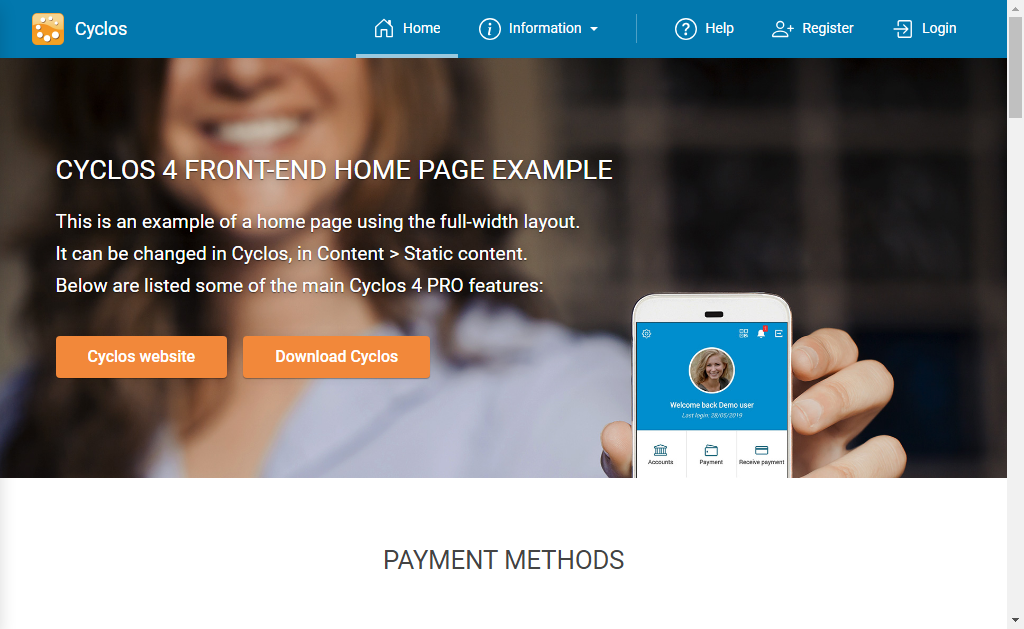 Cyclos
Home
Information
Help
Register
Login
CYCLOS 4 FRONT-END HOME PAGE EXAMPLE
This is an example of a home page using the full-width layout.
It can be changed in Cyclos, in Content > Static content.
Below are listed some of the main Cyclos 4 PRO features:
Cyclos website
Download Cyclos
Welcome back Demo user
Last login: 28/05/2019
Accounts
Payment
Receive payment
PAYMENT METHODS